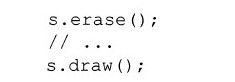 s.erase();
// ...
s.draw();